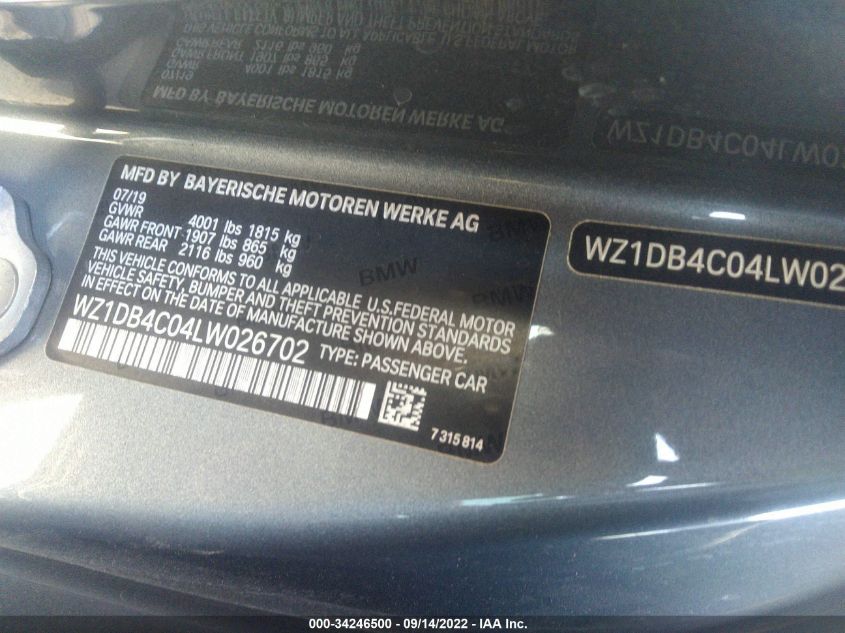 MFD BY BAYERISCHE MOTOREN WERKE AG
07/19
GVWR 4001 lbs 1815 kg
GAWR FRONT 1907 lbs 865 kg
GAWR REAR 2116 lbs 960 kg
THIS VEHICLE CONFORMS TO ALL APPLICABLE U.S.FEDERAL MOTOR
VEHICLE SAFETY, BUMPER AND THEFT PREVENTION STANDARDS
IN EFFECT ON THE DATE OF MANUFACTURE SHOWN ABOVE.
WZ1DB4C04LW026702 TYPE: PASSENGER CAR
7 315 814
BMW
WZ1DB4C04LW02
000-34246500 - 09/14/2022 - IAA Inc.